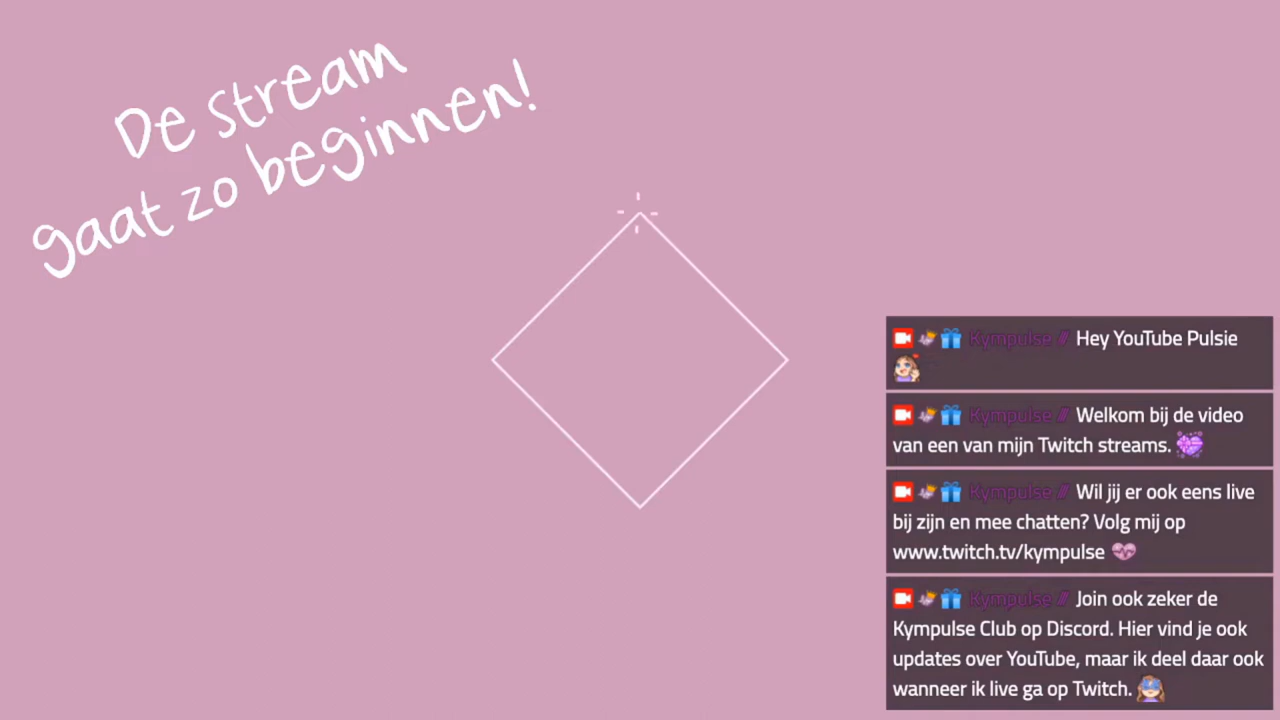 De stream
gaat zo beginnen!
Kympulse // Hey YouTube Pulsie
Kympulse // Welkom bij de video
van een van mijn Twitch streams.
Kympulse // Wil jij er ook eens live
bij zijn en mee chatten? Volg mij op
www.twitch.tv/kympulse
Kympulse // Join ook zeker de
Kympulse Club op Discord. Hier vind je ook
updates over YouTube, maar ik deel daar ook
wanneer ik live ga op Twitch.